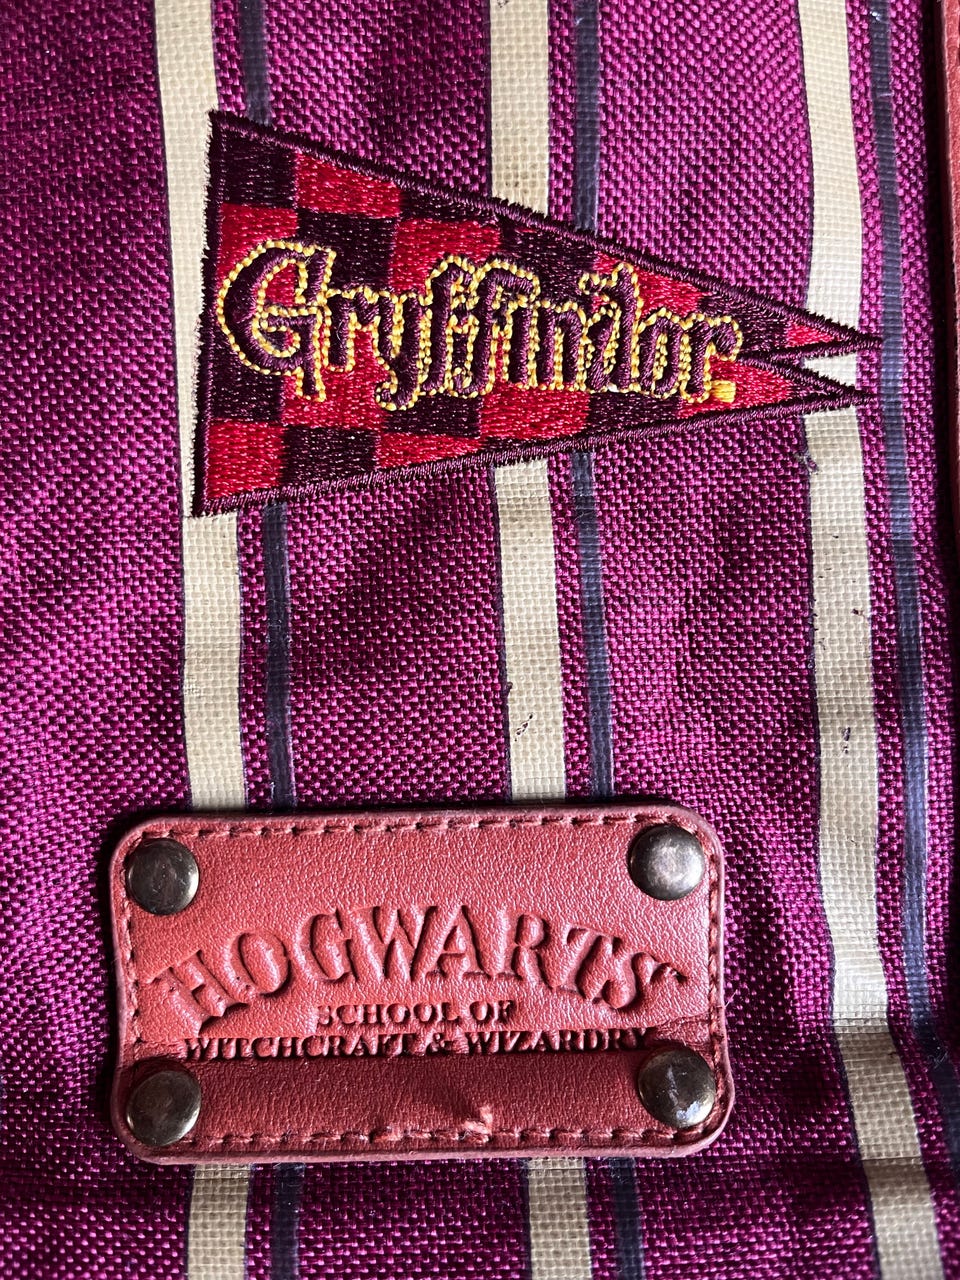 Gryffindor
HOGWARTS
SCHOOL OF
WITCHCRAFT & WIZARDRY